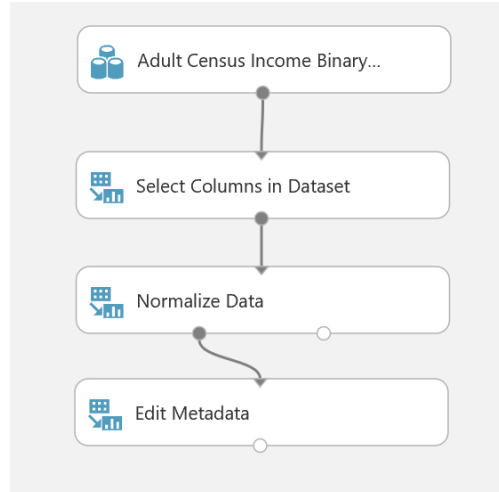 Adult Census Income Binary...
Select Columns in Dataset
Normalize Data
Edit Metadata